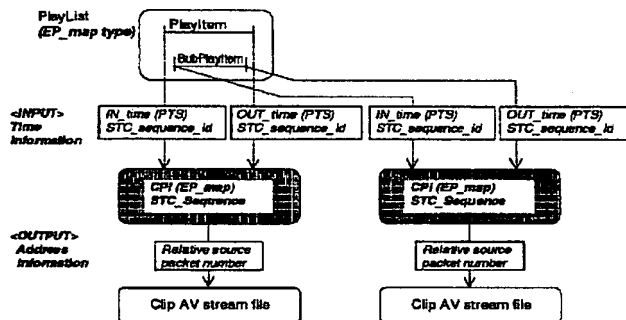 PlayList
(EP_map type)
PlayItem
SubPlayItem
<INPUT>
Time
Information
IN_time (PTS)
STC_sequence_id
OUT_time (PTS)
STC_sequence_id
IN_time (PTS)
STC_sequence_id
OUT_time (PTS)
STC_sequence_id
CPI (EP_map)
STC_Sequence
CPI (EP_map)
STC_Sequence
<OUTPUT>
Address
Information
Relative source
packet number
Relative source
packet number
Clip AV stream file
Clip AV stream file